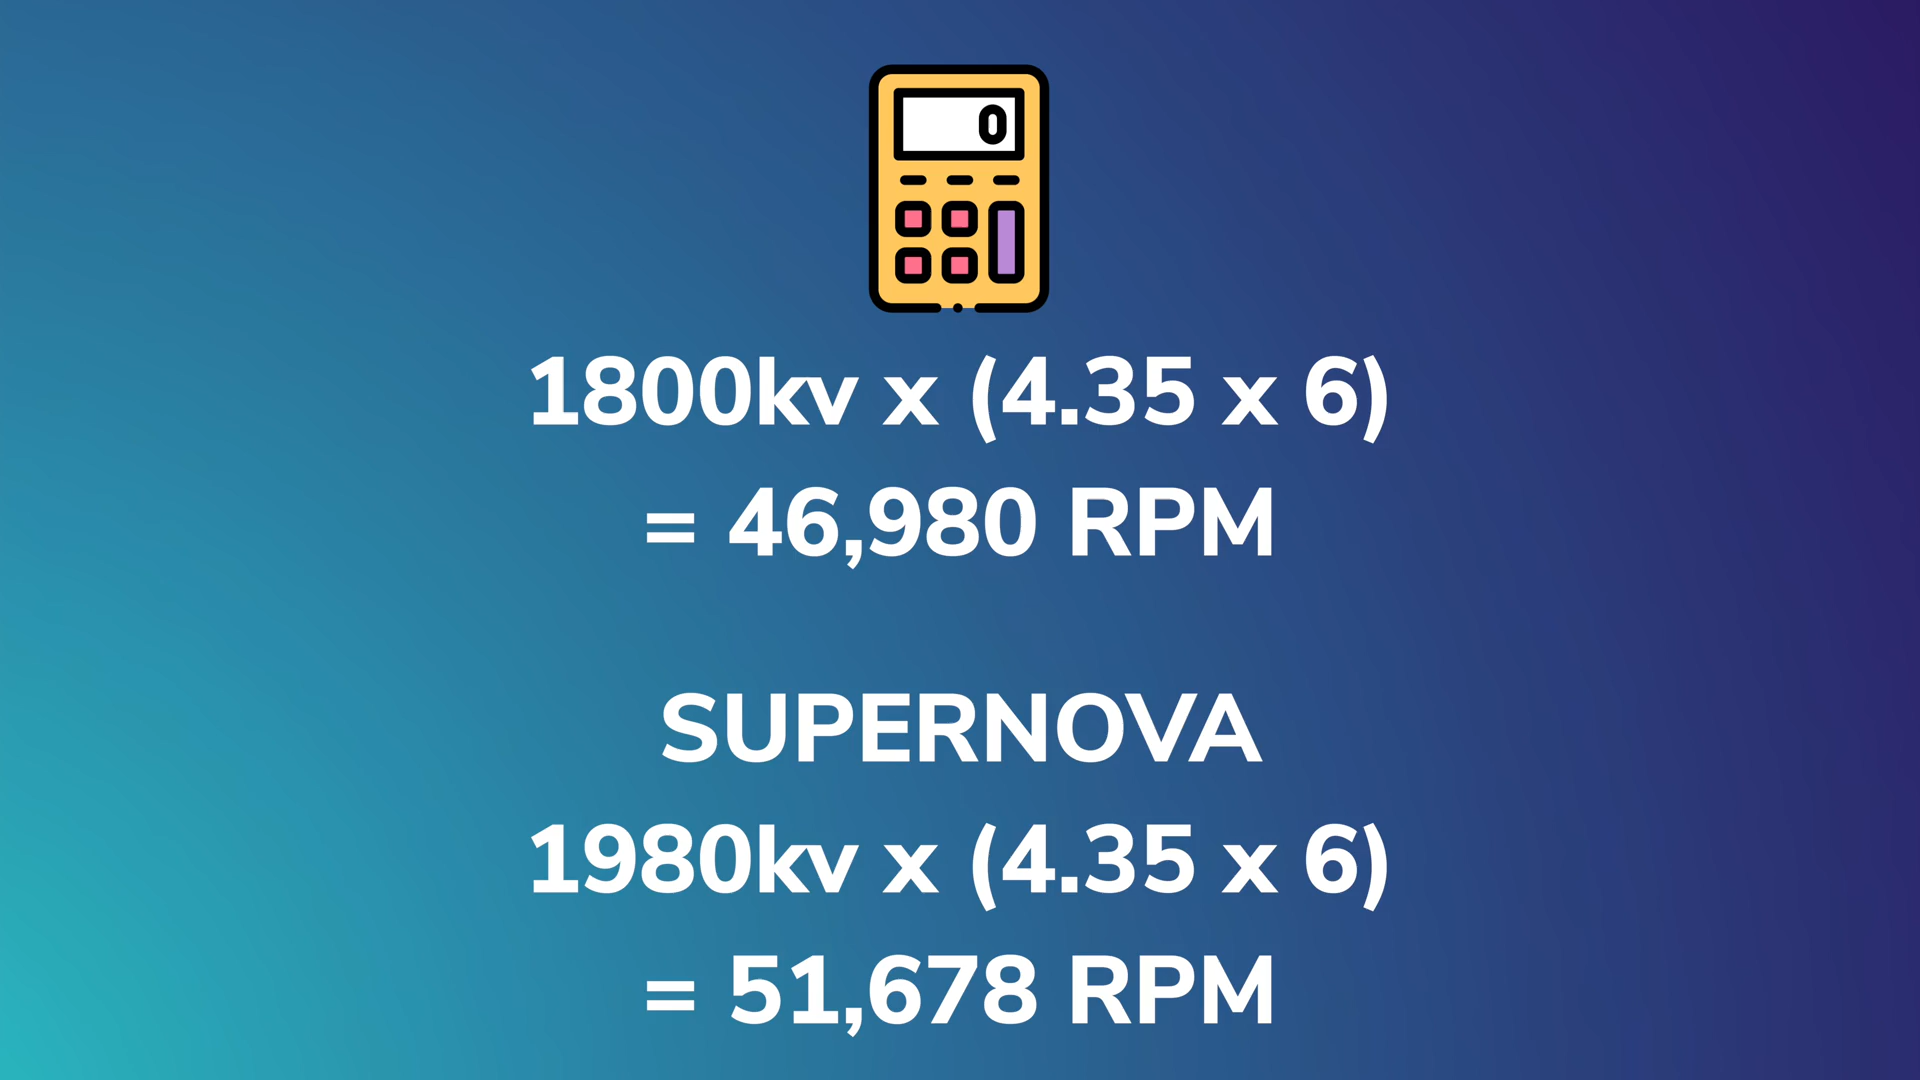 0
1800kv x (4.35 x 6)
= 46,980 RPM
SUPERNOVA
1980kv x (4.35 x 6)
= 51,678 RPM